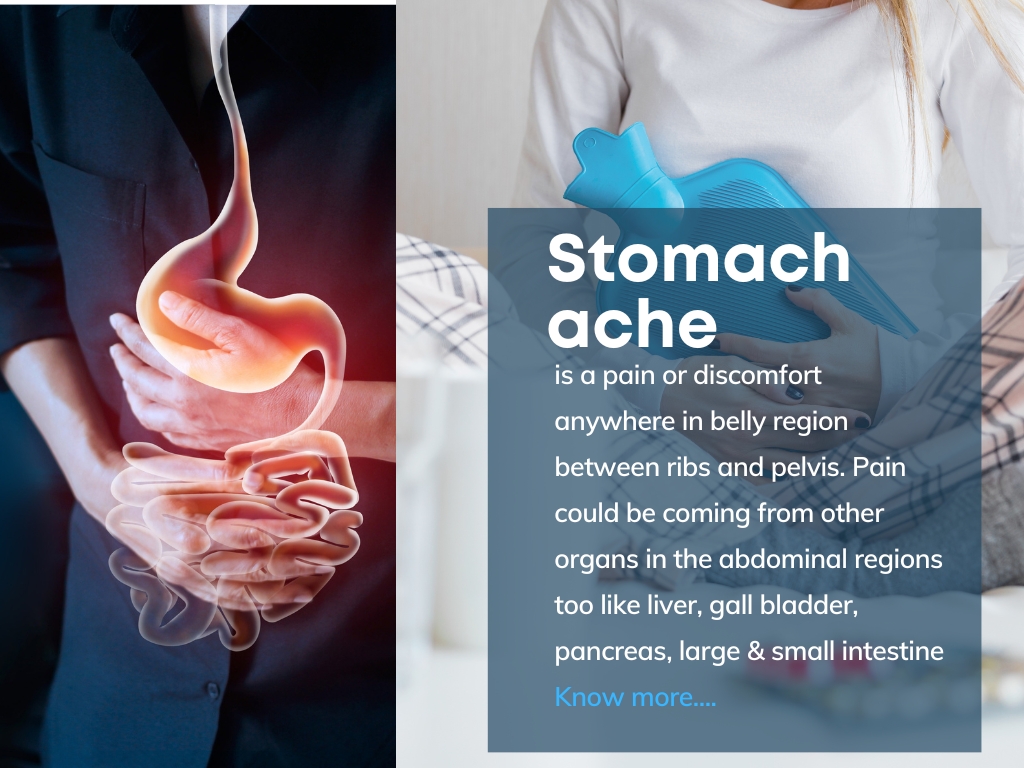 Stomach
ache
is a pain or discomfort
anywhere in belly region
between ribs and pelvis. Pain
could be coming from other
organs in the abdominal regions
too like liver, gall bladder,
pancreas, large & small intestine
Know more....